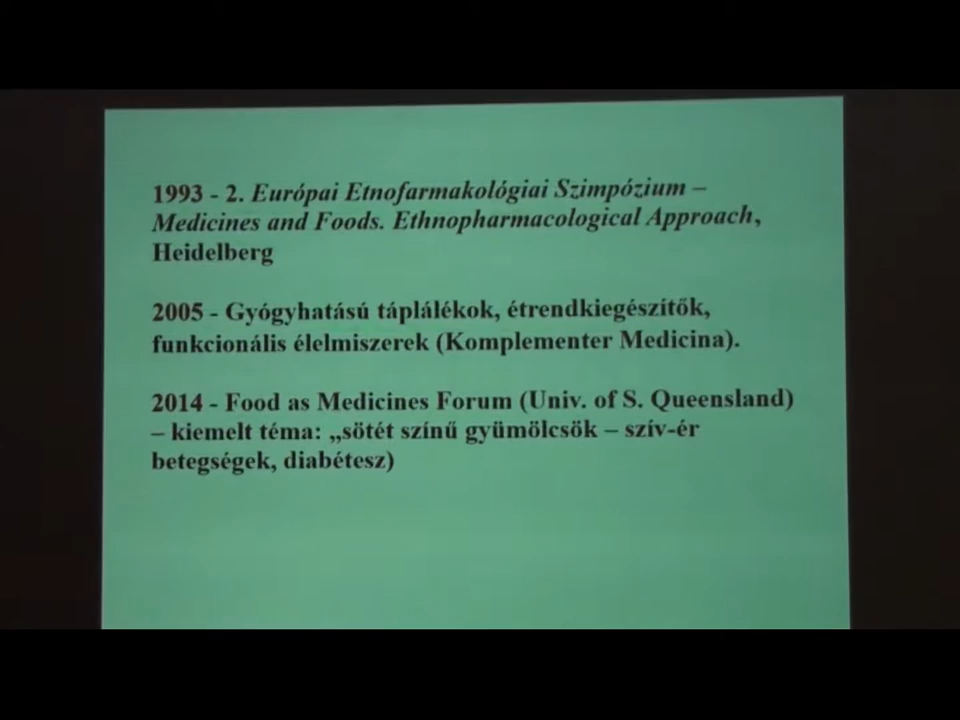 1993 - 2. Európai Etnofarmakológiai Szimpózium –
Medicines and Foods. Ethnopharmacological Approach,
Heidelberg
2005 - Gyógyhatású táplálékok, étrendkiegészítők,
funkcionális élelmiszerek (Komplementer Medicina).
2014 - Food as Medicines Forum (Univ. of S. Queensland)
– kiemelt téma: „sötét színű gyümölcsök – szív-ér
betegségek, diabétesz)